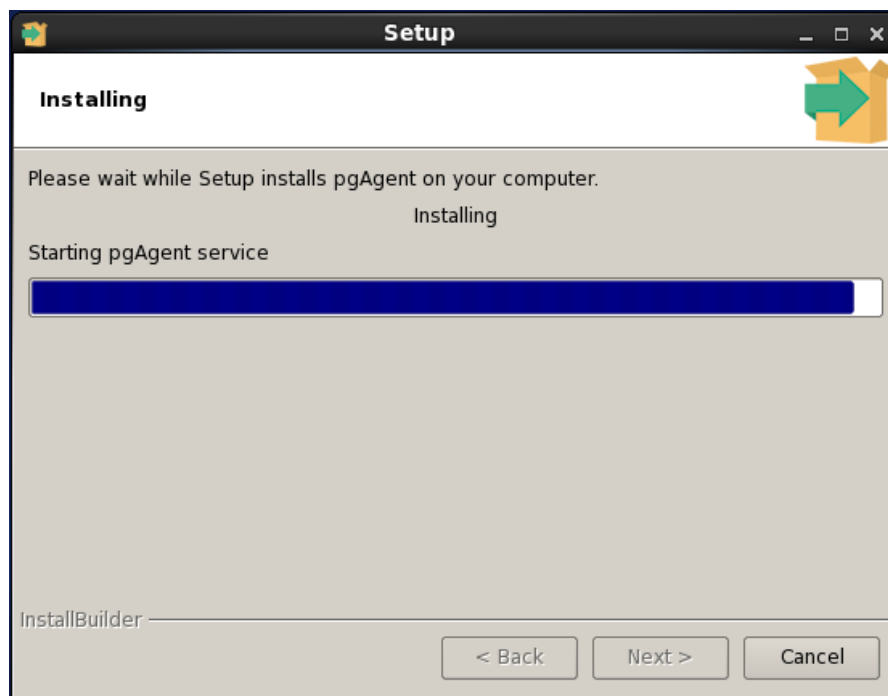 Setup
Installing
Please wait while Setup installs pgAgent on your computer.
Installing
Starting pgAgent service
InstallBuilder
< Back
Next >
Cancel